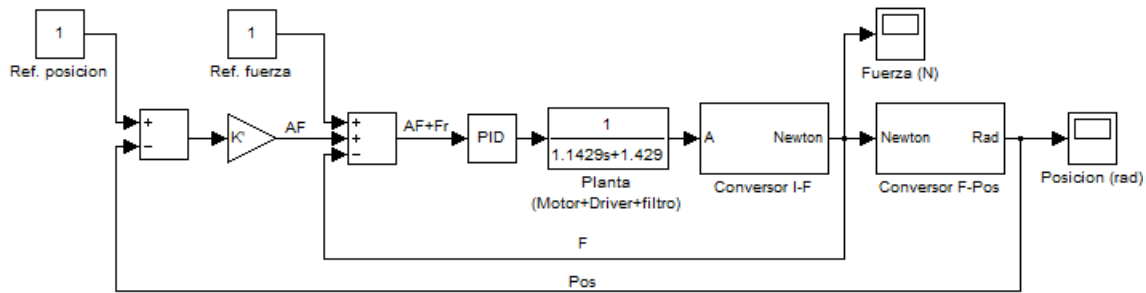 1
Ref. posicion
1
Ref. fuerza
Fuerza (N)
+
−
K'
AF
+
+
−
AF+Fr
PID
1
1.1429s+1.429
Planta
(Motor+Driver+filtro)
A
Newton
Conversor I-F
Newton
Rad
Conversor F-Pos
Posicion (rad)
F
Pos